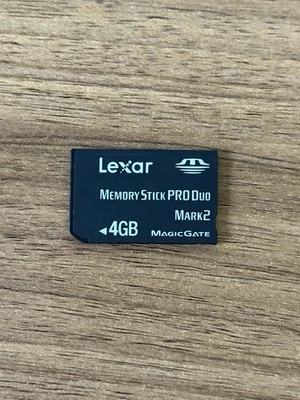 Lexar
MEMORY STICK PRO DUO
MARK2
◄4GB
MAGICGATE